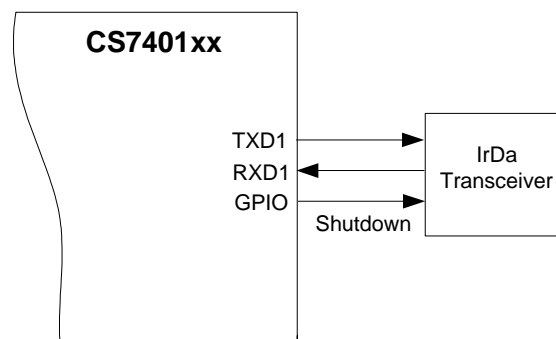 CS7401xx
TXD1
RXD1
GPIO
Shutdown
IrDa
Transceiver